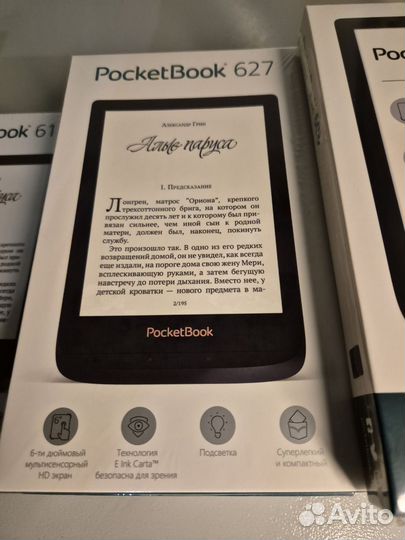 PocketBook 627
Александр Грин
Алые паруса
1. Предсказание
Лонгрен, матрос "Ориона", крепкого
трехсоттонного брига, на котором он
прослужил десять лет и к которому был при-
вязан сильнее, чем иной сын к родной
матери, должен был, наконец, покинуть
службу.
Это произошло так. В одно из его редких
возвращений домой, он не увидел, как всегда
еще издали, на пороге дома свою жену Мери,
всплескивающую руками, а затем бегущую
навстречу до потери дыхания. Вместо нее, у
детской кроватки — нового предмета в ма-
2/195
PocketBook
6-ти дюймовый
мультисенсорный
HD экран
Технология
E Ink Carta™
безопасна для зрения
Подсветка
Суперлегкий
и компактный
ook 61
Po
Avito